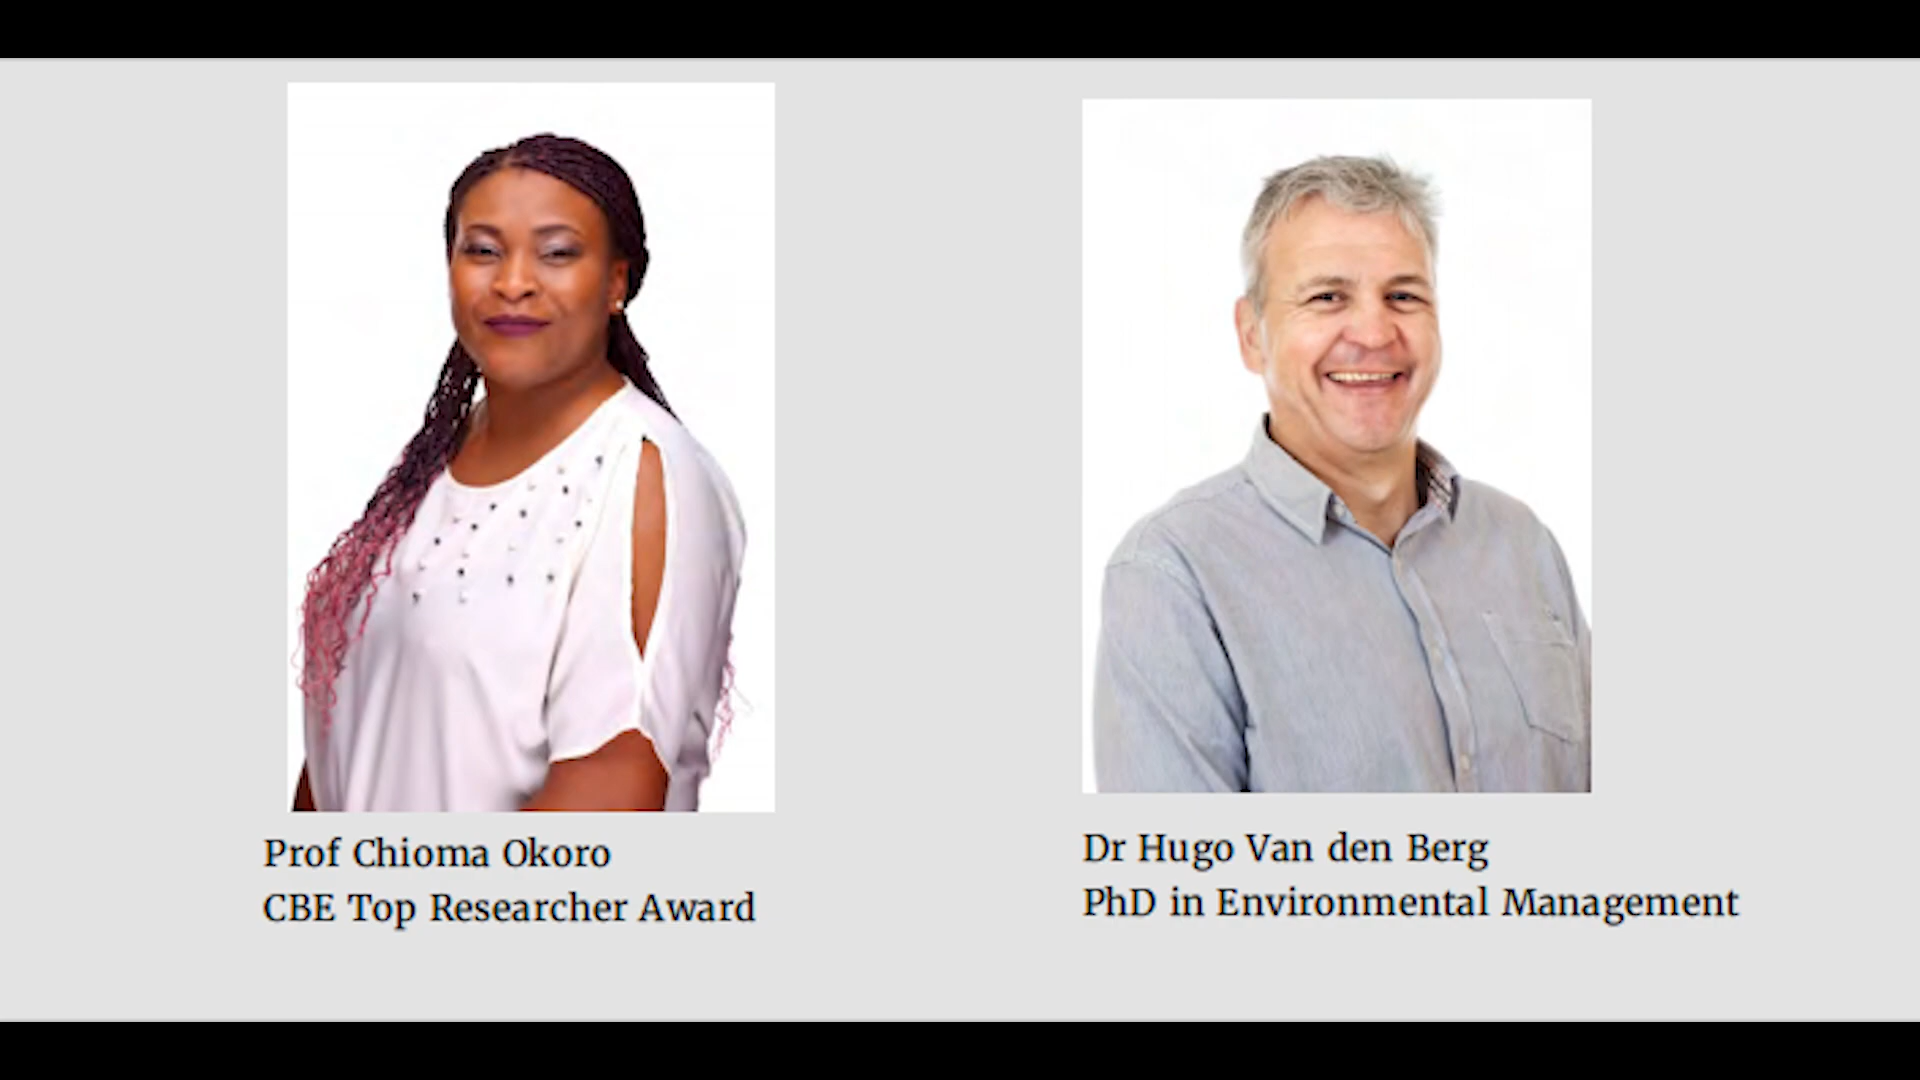 Prof Chioma Okoro
CBE Top Researcher Award
Dr Hugo Van den Berg
PhD in Environmental Management